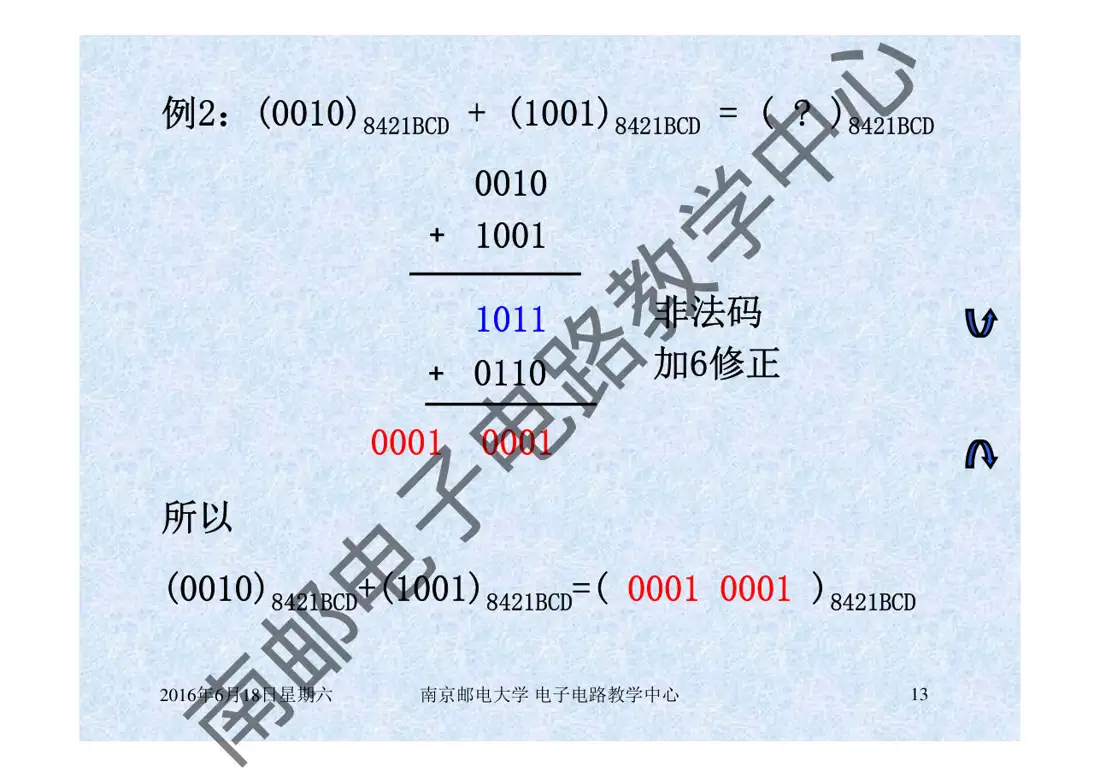 例2：(0010)8421BCD + (1001)8421BCD = ( ? )8421BCD
0010
+ 1001
1011 非法码
+ 0110 加6修正
0001 0001
所以
(0010)8421BCD+(1001)8421BCD=( 0001 0001 )8421BCD
2016年6月18日星期六 南京邮电大学 电子电路教学中心 13
南邮电子电路教学中心